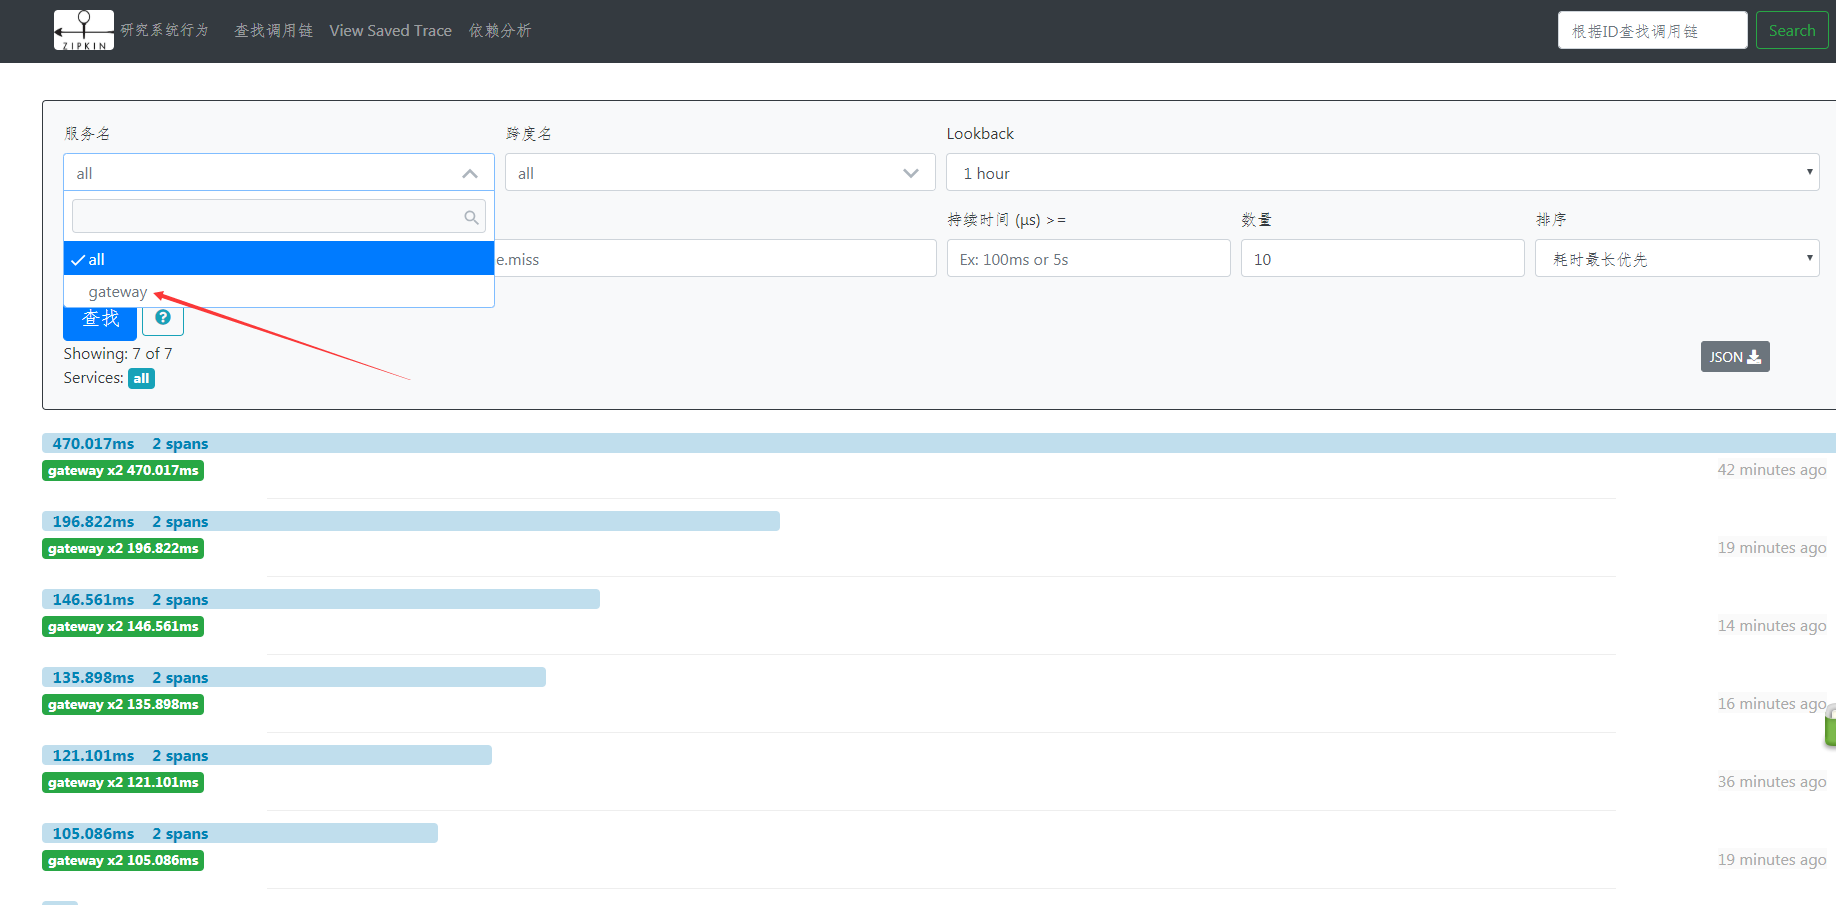 ZIPKIN 研究系统行为 查找调用链 View Saved Trace 依赖分析 根据ID查找调用链 Search
服务名 跨度名 Lookback
all all 1 hour
持续时间 (μs) >= 数量 排序
all e.miss Ex: 100ms or 5s 10 耗时最长优先
gateway
查找 ?
Showing: 7 of 7 JSON
Services: all
470.017ms 2 spans
gateway x2 470.017ms 42 minutes ago
196.822ms 2 spans
gateway x2 196.822ms 19 minutes ago
146.561ms 2 spans
gateway x2 146.561ms 14 minutes ago
135.898ms 2 spans
gateway x2 135.898ms 16 minutes ago
121.101ms 2 spans
gateway x2 121.101ms 36 minutes ago
105.086ms 2 spans
gateway x2 105.086ms 19 minutes ago